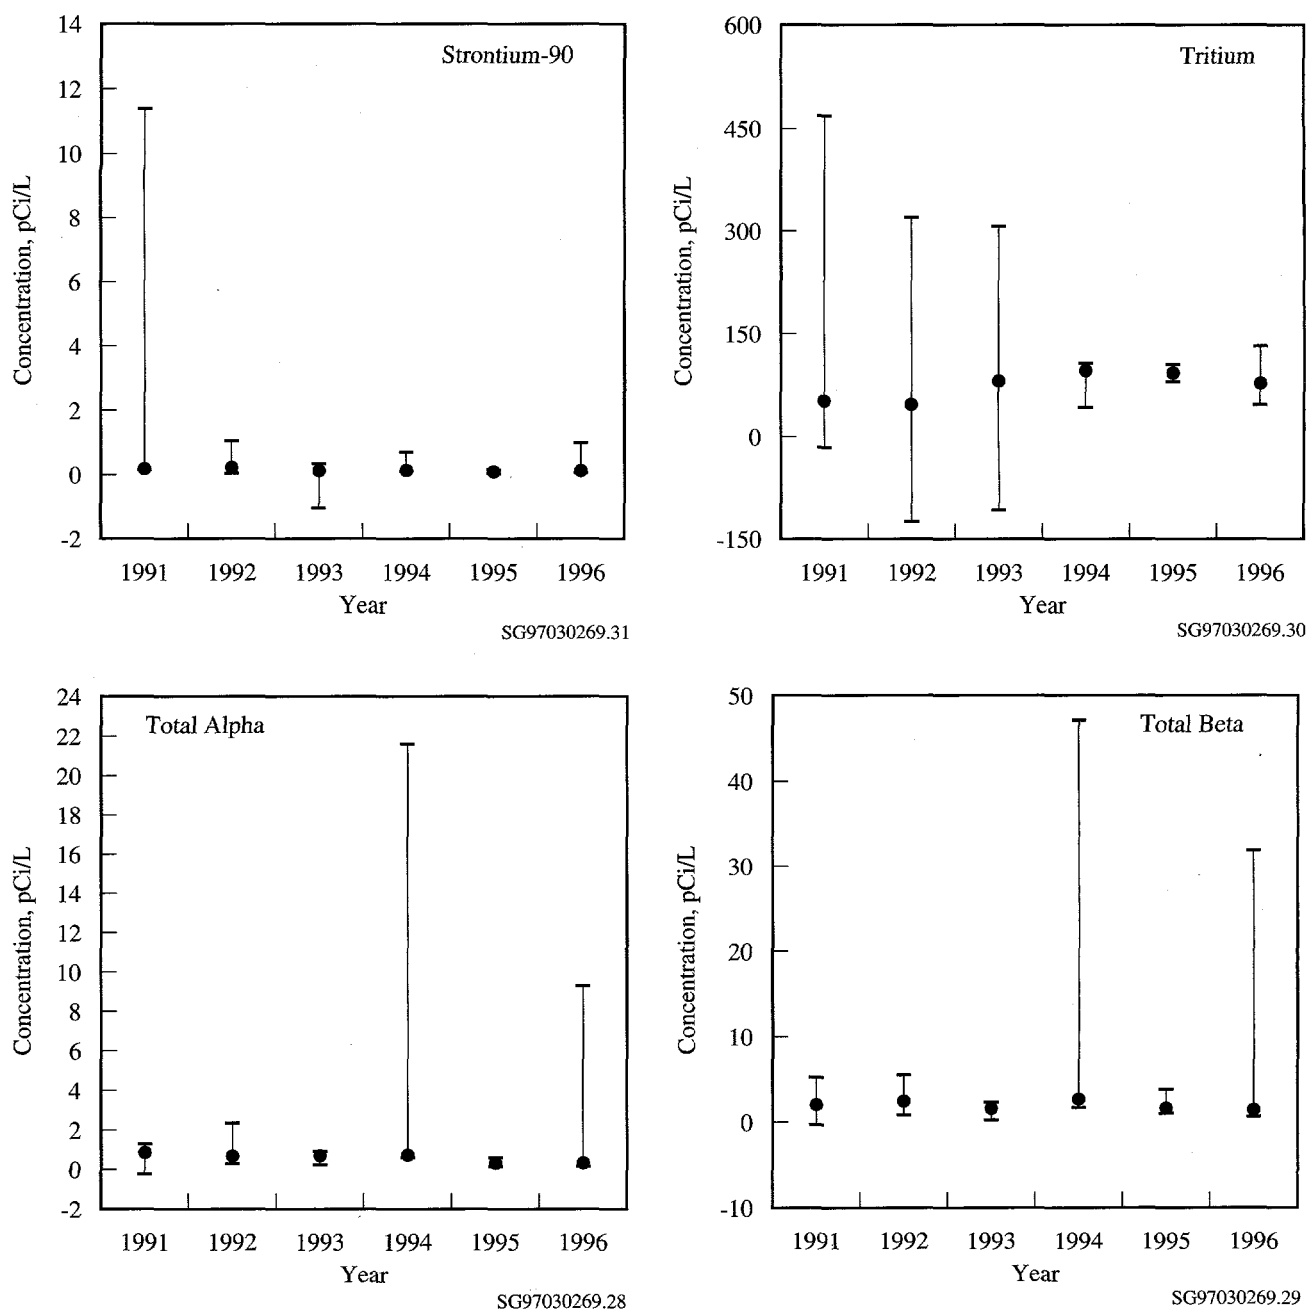 Strontium-90
Concentration, pCi/L
14
12
10
8
6
4
2
0
-2
1991 1992 1993 1994 1995 1996
Year
SG97030269.31
Tritium
Concentration, pCi/L
600
450
300
150
0
-150
1991 1992 1993 1994 1995 1996
Year
SG97030269.30
Total Alpha
Concentration, pCi/L
24
22
20
18
16
14
12
10
8
6
4
2
0
-2
1991 1992 1993 1994 1995 1996
Year
SG97030269.28
Total Beta
Concentration, pCi/L
50
40
30
20
10
0
-10
1991 1992 1993 1994 1995 1996
Year
SG97030269.29